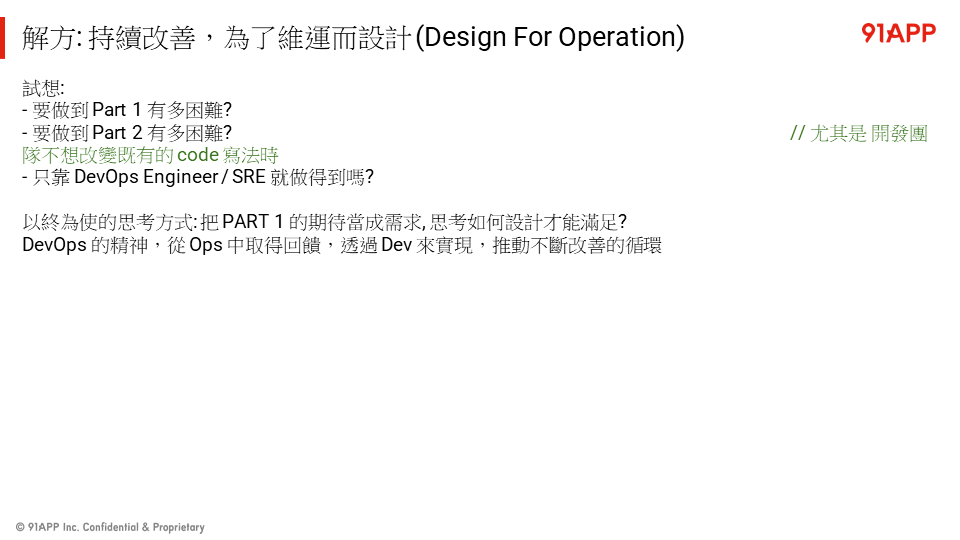 解方: 持續改善，為了維運而設計 (Design For Operation)
91APP
試想:
- 要做到 Part 1 有多困難?
- 要做到 Part 2 有多困難? // 尤其是 開發團
隊不想改變既有的 code 寫法時
- 只靠 DevOps Engineer / SRE 就做得到嗎?
以終為使的思考方式: 把 PART 1 的期待當成需求, 思考如何設計才能滿足?
DevOps 的精神，從 Ops 中取得回饋，透過 Dev 來實現，推動不斷改善的循環
© 91APP Inc. Confidential & Proprietary